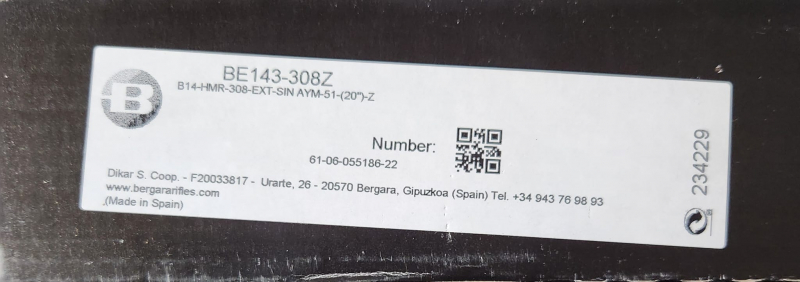 B
BE143-308Z
B14-HMR-308-EXT-SIN AYM-51-(20")-Z
Number:
61-06-055186-22
Dikar S. Coop. - F20033817 - Urarte, 26 - 20570 Bergara, Gipuzkoa (Spain) Tel. +34 943 76 98 93
www.bergararifles.com
.(Made in Spain)
234229